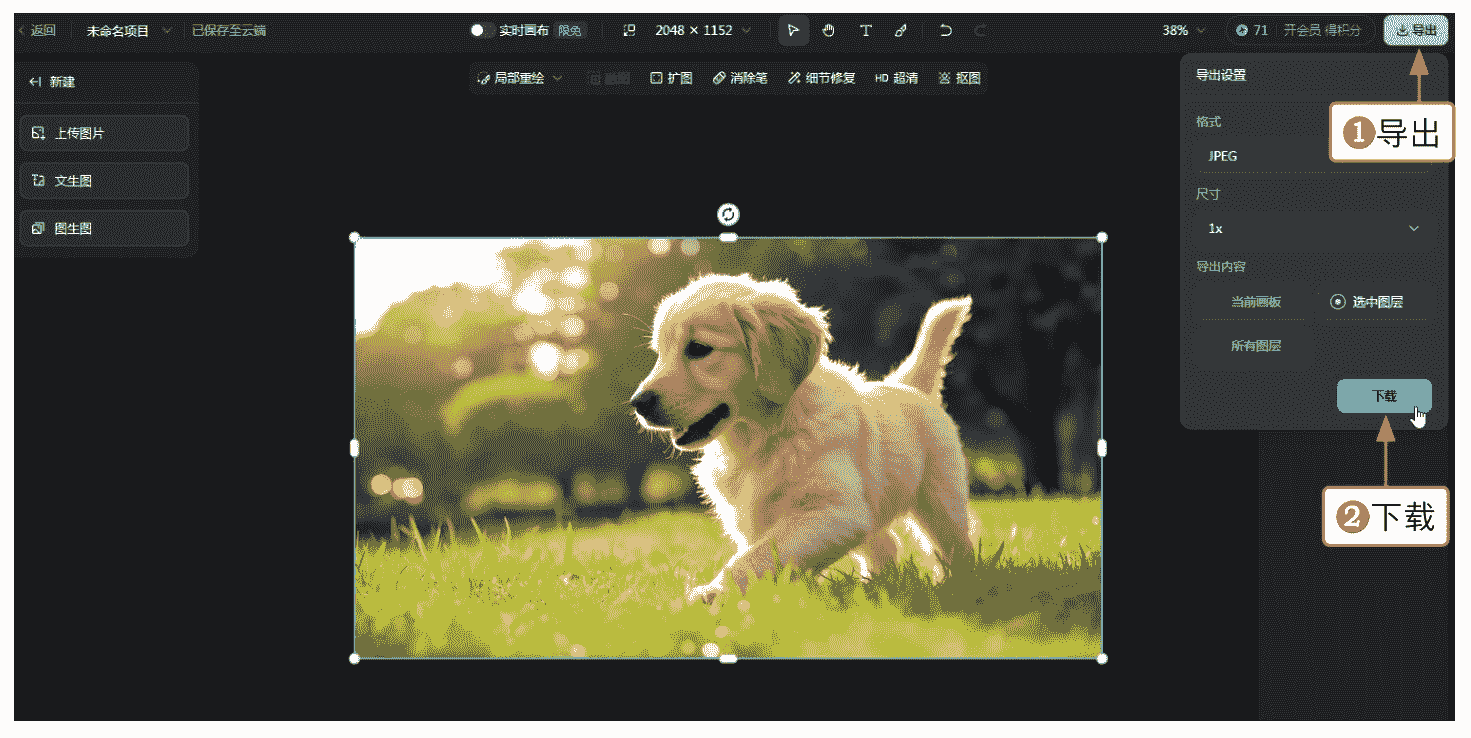 返回 未命名项目 已保存至云端 实时画布 限免 2048 × 1152 T 38% 71 开会员 得积分 导出
新建
局部重绘 扩图 消除笔 细节修复 HD 超清 抠图
上传图片
文生图
图生图
导出设置
格式
JPEG
尺寸
1x
导出内容
当前画板 选中图层
所有图层
下载
1导出
2下载